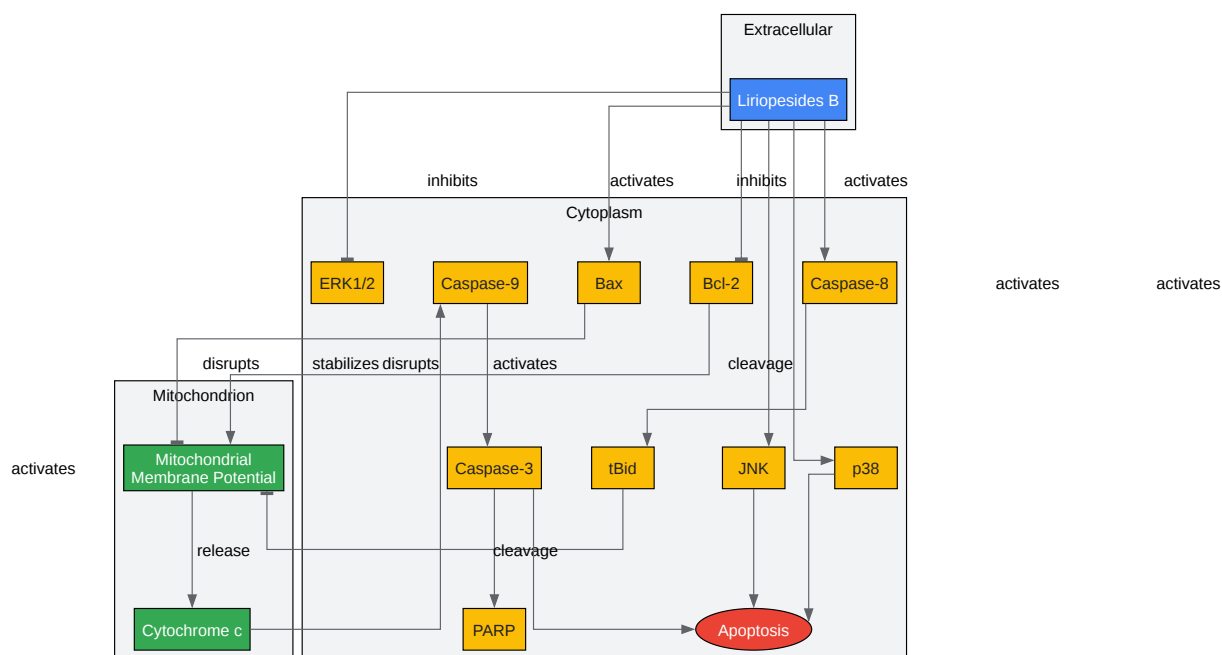 Extracellular
Liriopesides B
inhibits
activates
inhibits
activates
Cytoplasm
ERK1/2
Caspase-9
Bax
Bcl-2
Caspase-8
activates
activates
disrupts
stabilizes
disrupts
activates
cleavage
Mitochondrion
Mitochondrial
Membrane Potential
activates
Caspase-3
tBid
JNK
p38
release
cleavage
Cytochrome c
PARP
Apoptosis